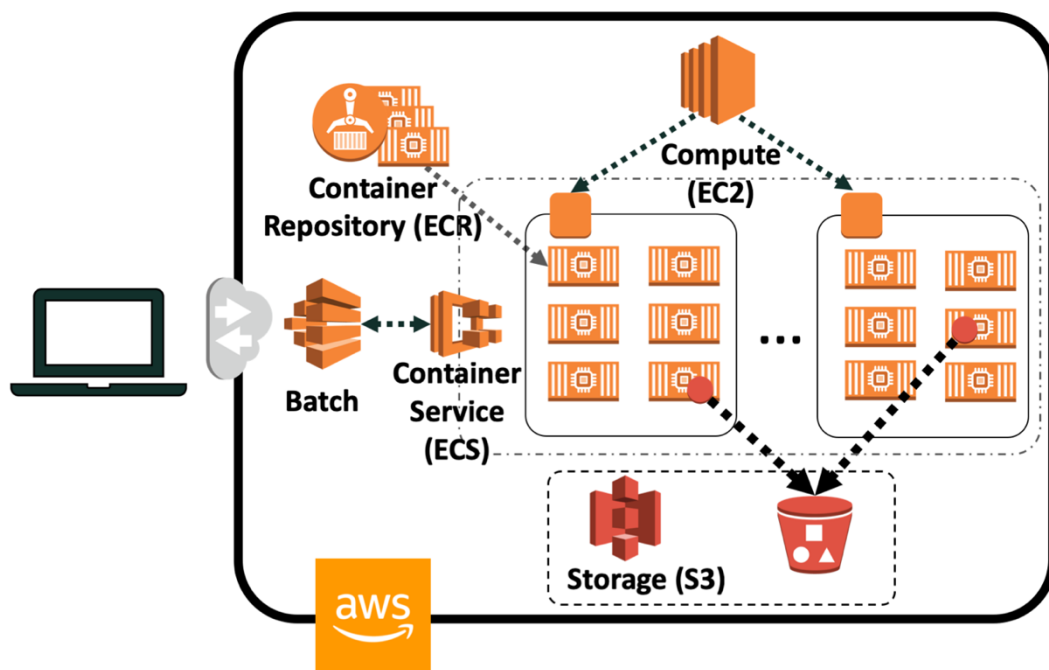 Container
Repository (ECR)
Compute
(EC2)
Batch
Container
Service
(ECS)
...
Storage (S3)
aws